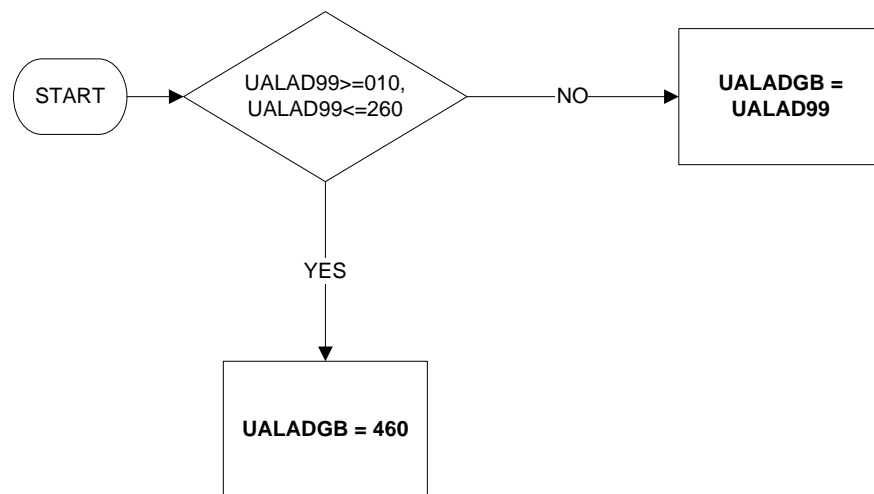 START
UALAD99>=010,
UALAD99<=260
NO
UALADGB =
UALAD99
YES
UALADGB = 460